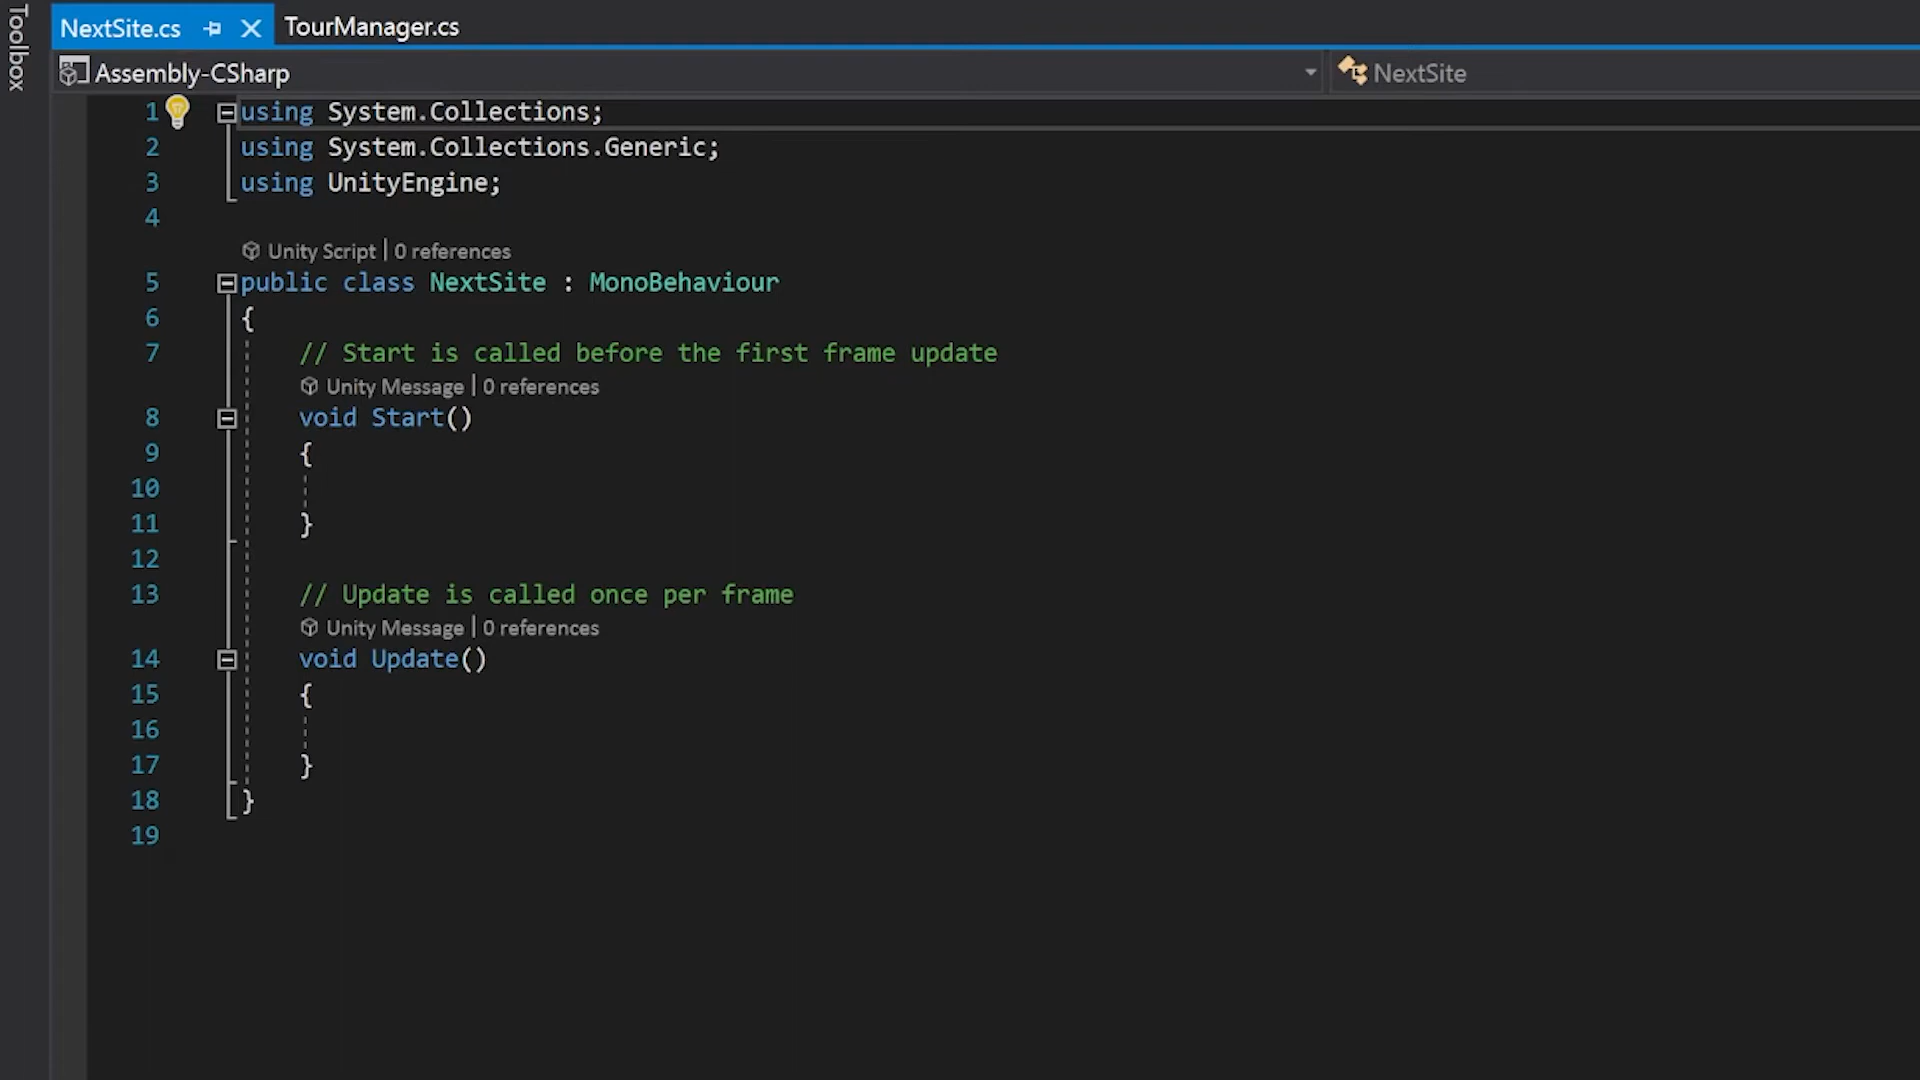 Toolbox
NextSite.cs
TourManager.cs
Assembly-CSharp
NextSite
1 using System.Collections;
2 using System.Collections.Generic;
3 using UnityEngine;
4
Unity Script | 0 references
5 public class NextSite : MonoBehaviour
6 {
7 // Start is called before the first frame update
Unity Message | 0 references
8 void Start()
9 {
10
11 }
12
13 // Update is called once per frame
Unity Message | 0 references
14 void Update()
15 {
16
17 }
18 }
19